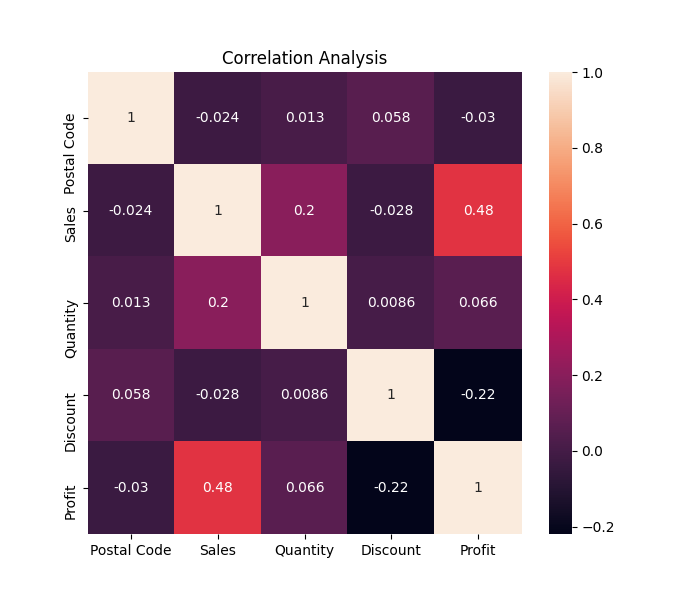 Correlation Analysis
Postal Code 1 -0.024 0.013 0.058 -0.03
Sales -0.024 1 0.2 -0.028 0.48
Quantity 0.013 0.2 1 0.0086 0.066
Discount 0.058 -0.028 0.0086 1 -0.22
Profit -0.03 0.48 0.066 -0.22 1
Postal Code Sales Quantity Discount Profit
1.0
0.8
0.6
0.4
0.2
0.0
−0.2